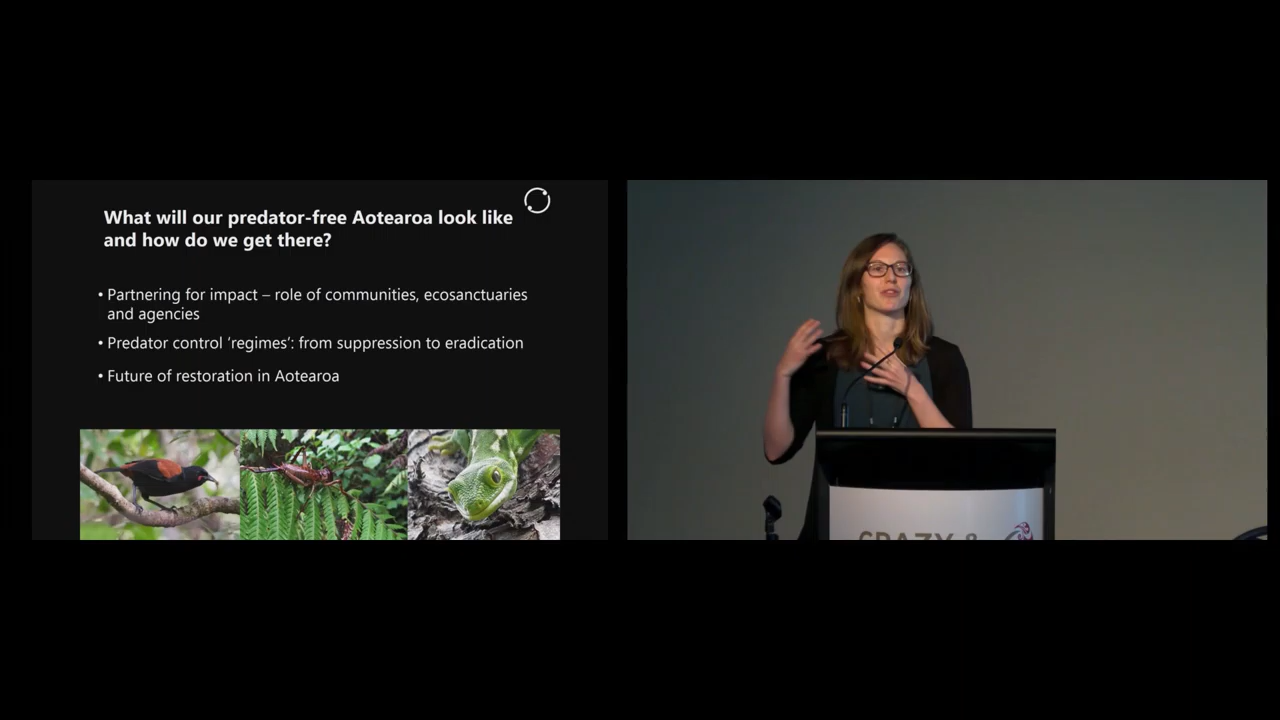 What will our predator-free Aotearoa look like
and how do we get there?
• Partnering for impact – role of communities, ecosanctuaries
and agencies
• Predator control ‘regimes‘: from suppression to eradication
• Future of restoration in Aotearoa
CRAZY &